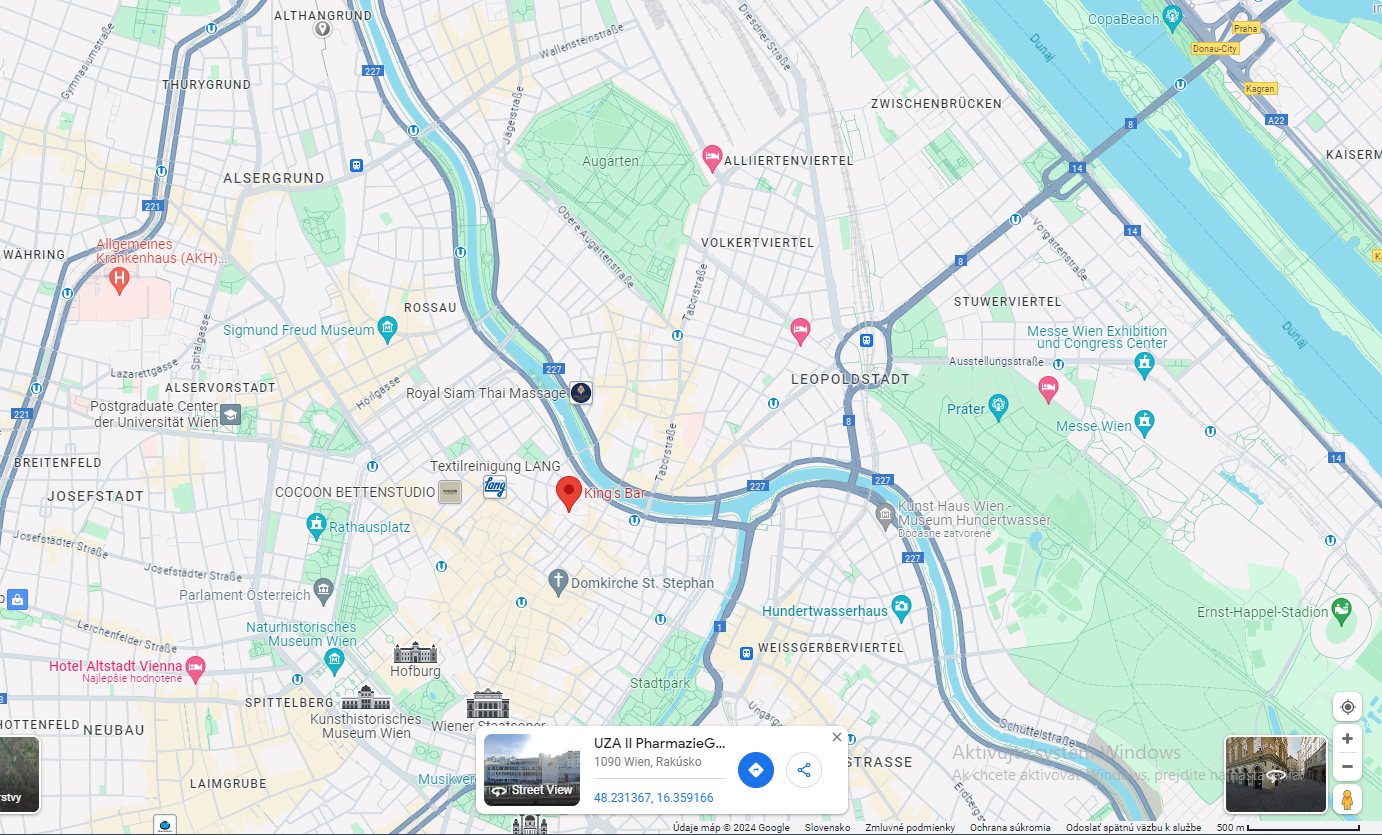 ALTHANGRUND
CopaBeach
Praha
Donau-City
Kagran
A22
Dunaj
Dresdner Straße
Wallensteinstraße
Gymnasiumstraße
227
THURYGRUND
Jägerstraße
ZWISCHENBRÜCKEN
8
KAISERM
14
Augarten
ALLIIERTENVIERTEL
ALSERGRUND
221
Obere Augartenstraße
Vorgartenstraße
14
WÄHRING
Allgemeines
Krankenhaus (AKH)...
VOLKERTVIERTEL
8
Taborstraße
ROSSAU
STUWERVIERTEL
Sigmund Freud Museum
Spitalgasse
Messe Wien Exhibition
and Congress Center
Dunaj
Ausstellungsstraße
Lazarettgasse
227
ALSERVORSTADT
Hörlgasse
Royal Siam Thai Massage
LEOPOLDSTADT
221
Postgraduate Center
der Universität Wien
Prater
Messe Wien
8
Taborstraße
BREITENFELD
Textilreinigung LANG
14
JOSEFSTADT
COCOON BETTENSTUDIO
lang
King's Bar
227
227
Kunst Haus Wien -
Museum Hundertwasser
Dočasne zatvorené
Rathausplatz
Josefstädter Straße
227
Josefstädter Straße
Domkirche St. Stephan
Parlament Österreich
Hundertwasserhaus
Ernst-Happel-Stadion
Lerchenfelder Straße
Naturhistorisches
Museum Wien
1
WEISSGERBERVIERTEL
Hotel Altstadt Vienna
Najlepšie hodnotené
Hofburg
Stadtpark
SPITTELBERG
Kunsthistorisches
Museum Wien
Wiener Staatsoper
HOTTENFELD
NEUBAU
Ungarg
Schüttelstraße
UZA II PharmazieG...
1090 Wien, Rakúsko
Street View
48.231367, 16.359166
STRASSE
Aktivujte systém Windows
Ak chcete aktivovať Windows, prejdite na
LAIMGRUBE
Musikver
Erdberg
rstvy
Údaje máp © 2024 Google
Slovensko
Zmluvné podmienky
Ochrana súkromia
Odoslať spätnú väzbu k službe
500 m